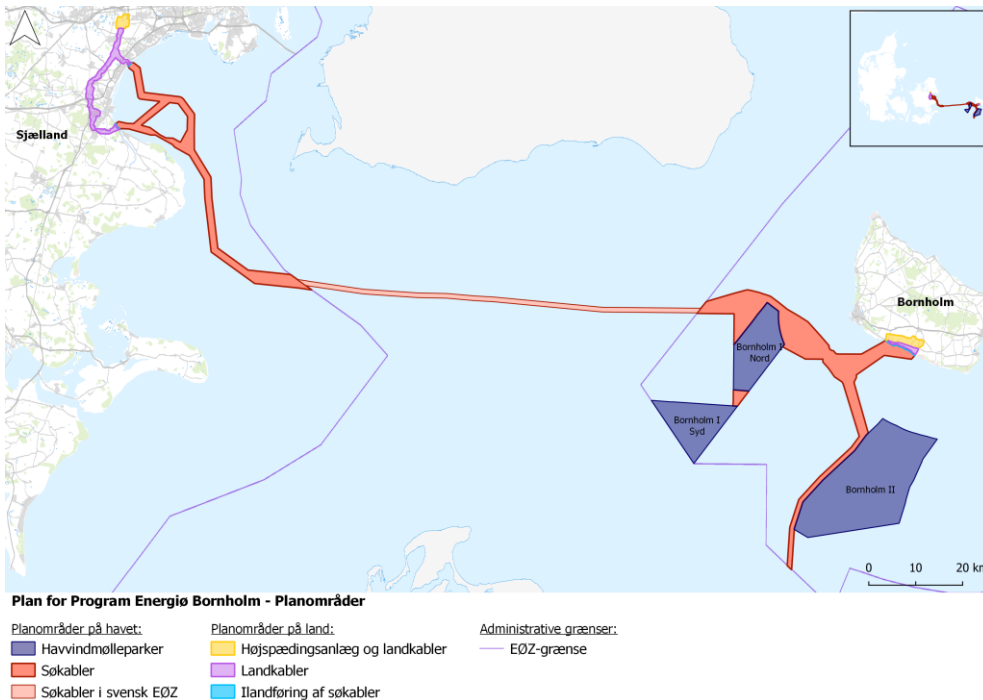 Sjælland
Bornholm
Bornholm I
Nord
Bornholm I
Syd
Bornholm II
0 10 20 km
Plan for Program Energiø Bornholm - Planområder
Planområder på havet:
Havvindmølleparker
Søkabler
Søkabler i svensk EØZ
Planområder på land:
Højspædingsanlæg og landkabler
Landkabler
Ilandføring af søkabler
Administrative grænser:
EØZ-grænse